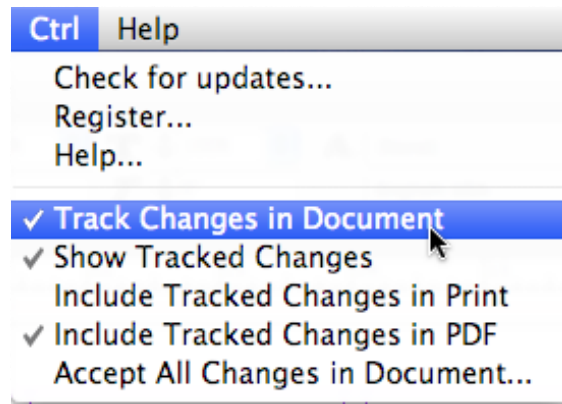 Ctrl Help
Check for updates...
Register...
Help...
✓ Track Changes in Document
✓ Show Tracked Changes
Include Tracked Changes in Print
✓ Include Tracked Changes in PDF
Accept All Changes in Document...